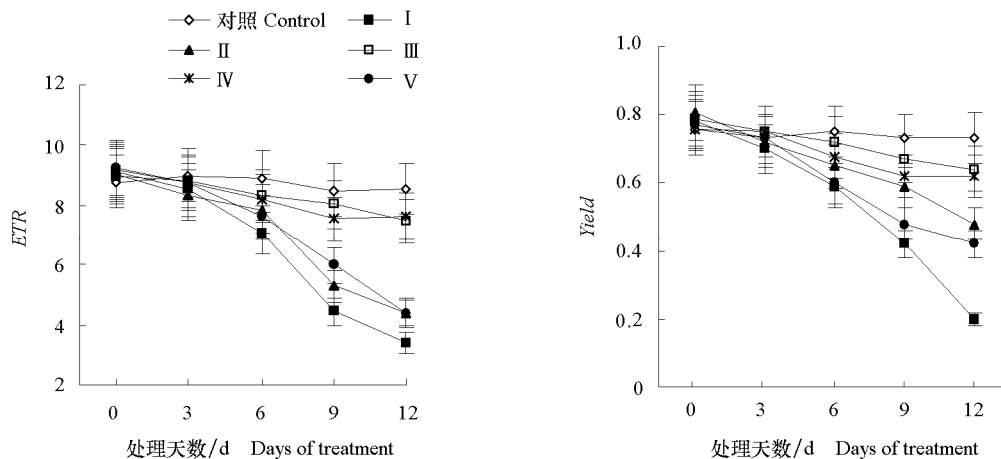 对照 Control
Ⅰ
Ⅱ
Ⅲ
Ⅳ
Ⅴ
ETR
12
10
8
6
4
2
0 3 6 9 12
处理天数/d Days of treatment
Yield
1.0
0.8
0.6
0.4
0.2
0
0 3 6 9 12
处理天数/d Days of treatment